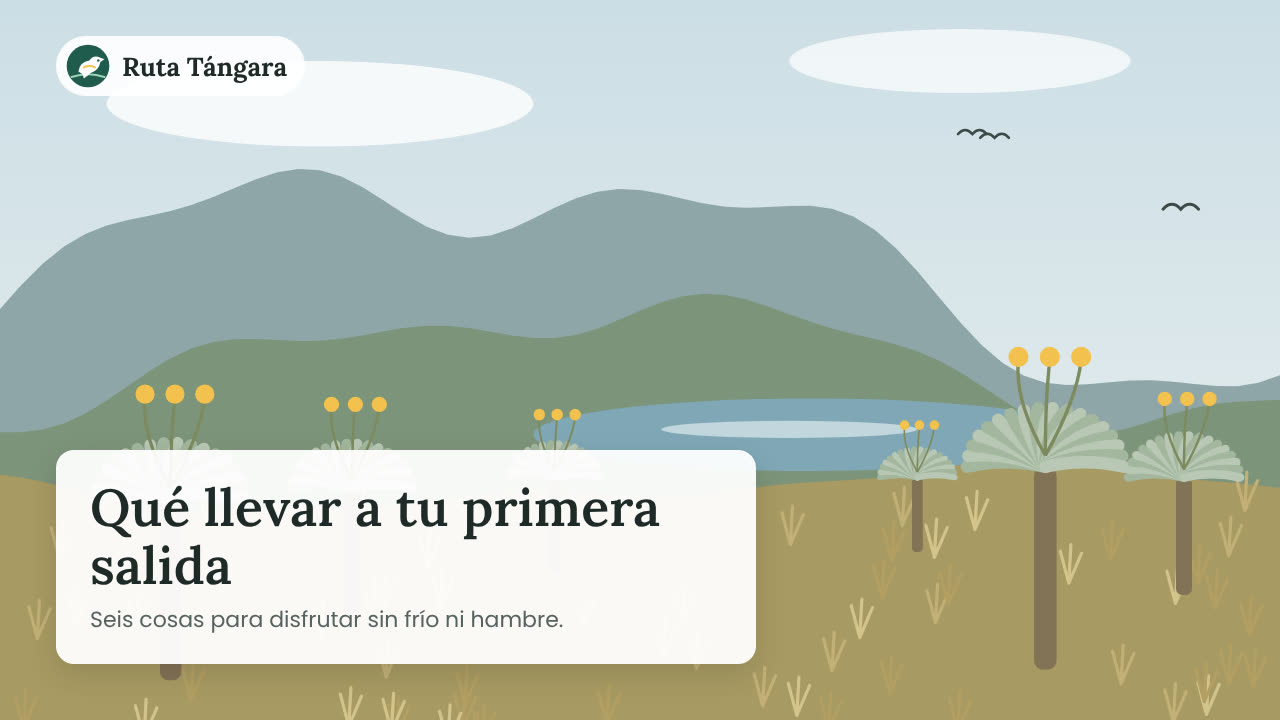 Ruta Tángara
Qué llevar a tu primera
salida
Seis cosas para disfrutar sin frío ni hambre.